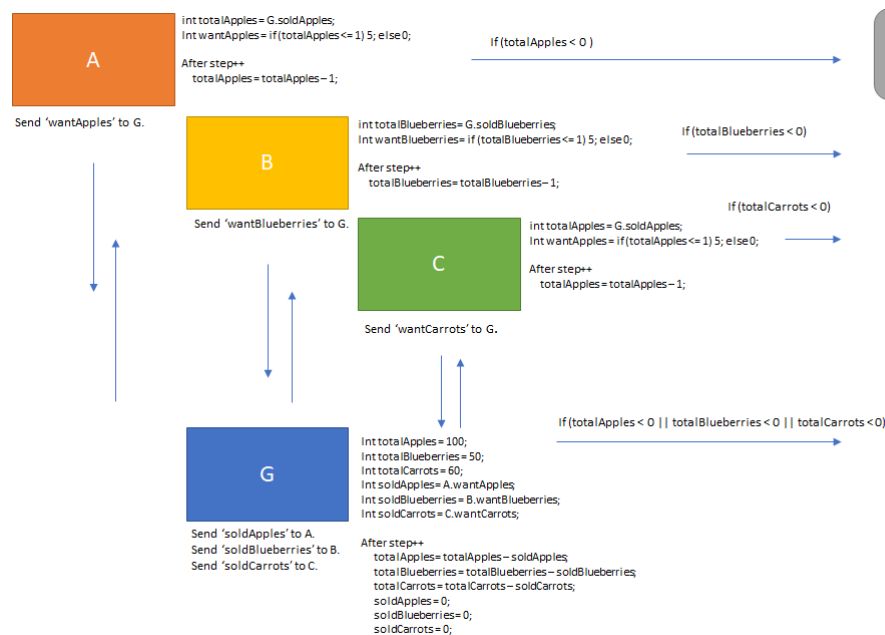 A
int totalApples = G.soldApples;
Int wantApples = if (totalApples <= 1) 5; else 0;
After step++
totalApples = totalApples – 1;
If (totalApples < 0 )
Send 'wantApples' to G.
B
int totalBlueberries = G.soldBlueberries;
Int wantBlueberries = if (totalBlueberries <= 1) 5; else 0;
After step++
totalBlueberries = totalBlueberries – 1;
If (totalBlueberries < 0)
Send 'wantBlueberries' to G.
C
If (totalCarrots < 0)
int totalApples = G.soldApples;
Int wantApples = if (totalApples <= 1) 5; else 0;
After step++
totalApples = totalApples – 1;
Send 'wantCarrots' to G.
If (totalApples < 0 || totalBlueberries < 0 || totalCarrots < 0)
G
Int totalApples = 100;
Int totalBlueberries = 50;
Int totalCarrots = 60;
Int soldApples = A.wantApples;
Int soldBlueberries = B.wantBlueberries;
Int soldCarrots = C.wantCarrots;
Send 'soldApples' to A.
Send 'soldBlueberries' to B.
Send 'soldCarrots' to C.
After step++
totalApples = totalApples – soldApples;
totalBlueberries = totalBlueberries – soldBlueberries;
totalCarrots = totalCarrots – soldCarrots;
soldApples = 0;
soldBlueberries = 0;
soldCarrots = 0;